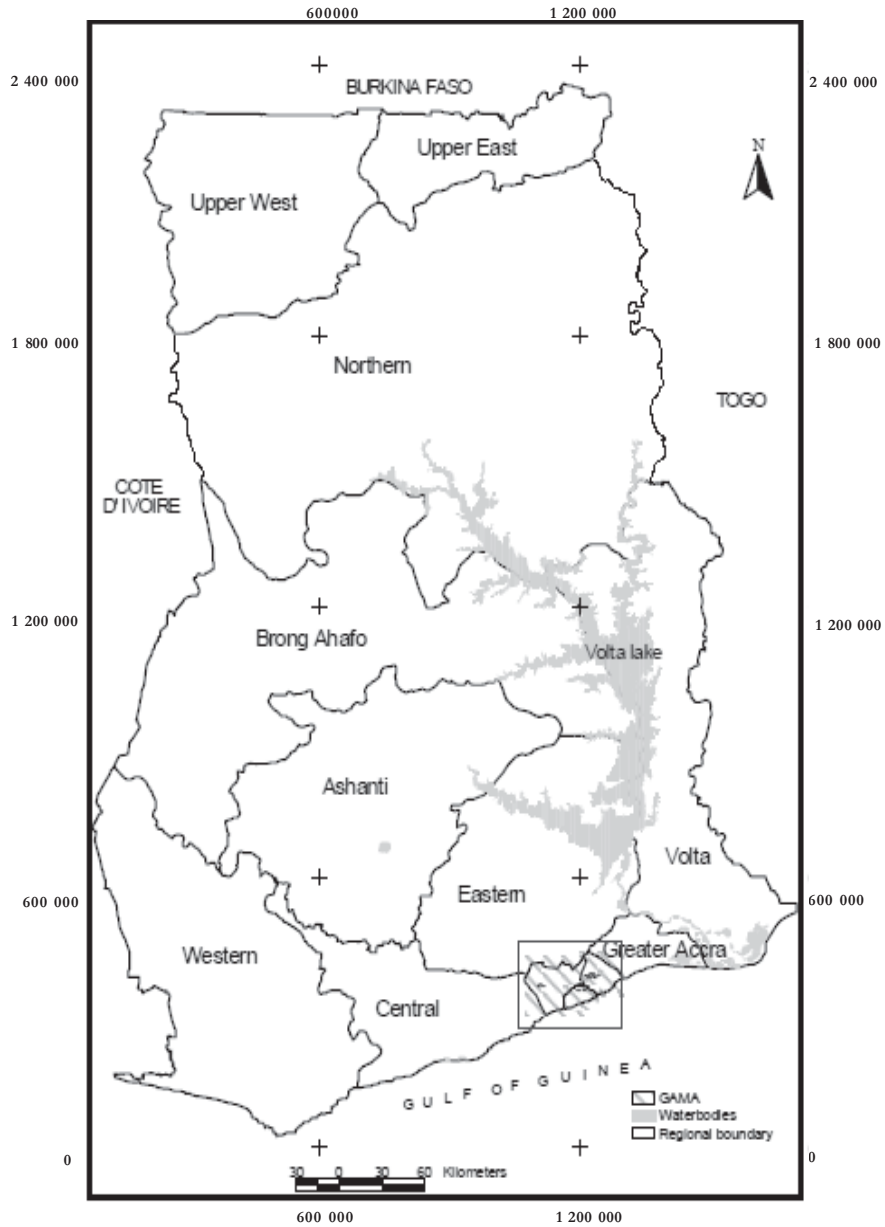 600000 1 200 000
2 400 000 2 400 000
BURKINA FASO
N
Upper East
Upper West
1 800 000 1 800 000
Northern
TOGO
COTE
D'IVOIRE
1 200 000 1 200 000
Brong Ahafo
Volta lake
Ashanti
Volta
600 000 600 000
Eastern
Western
Greater Accra
Central
GULF OF GUINEA
GAMA
Waterbodies
Regional boundary
0 0
30 0 30 60 Kilometers
600 000 1 200 000